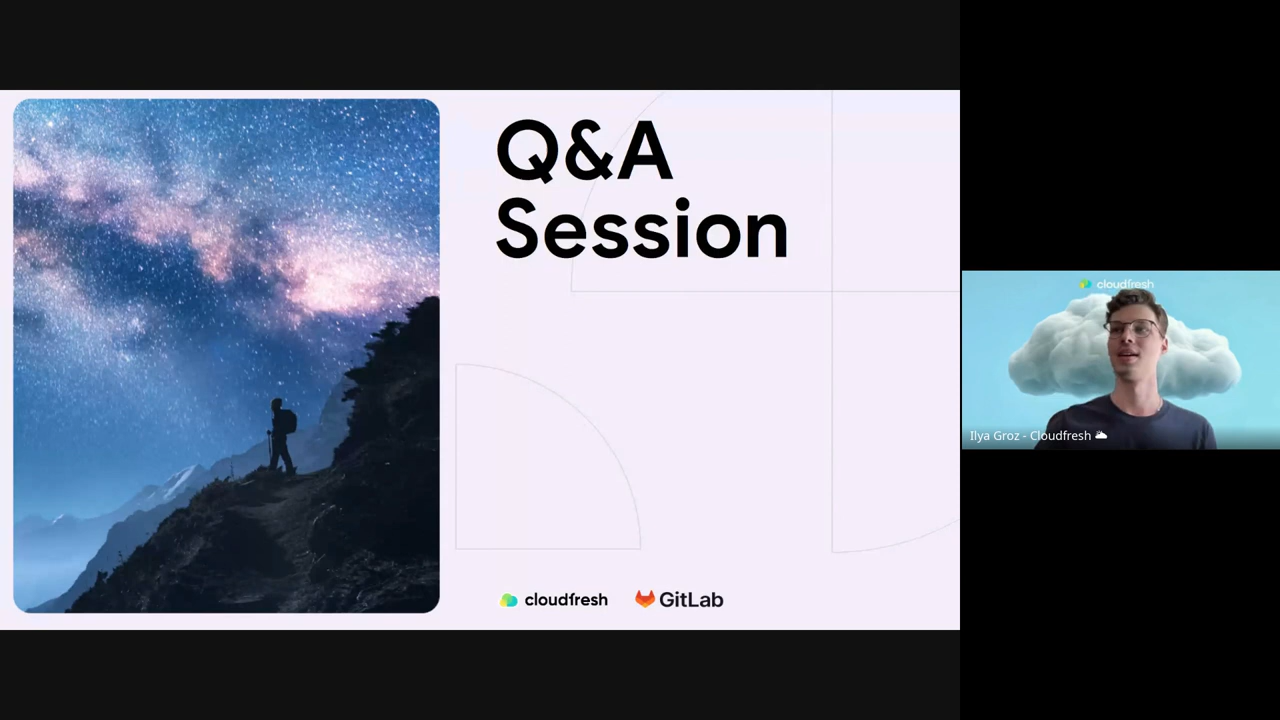 Q&A
Session
cloudfresh
GitLab
cloudfresh
Ilya Groz - Cloudfresh